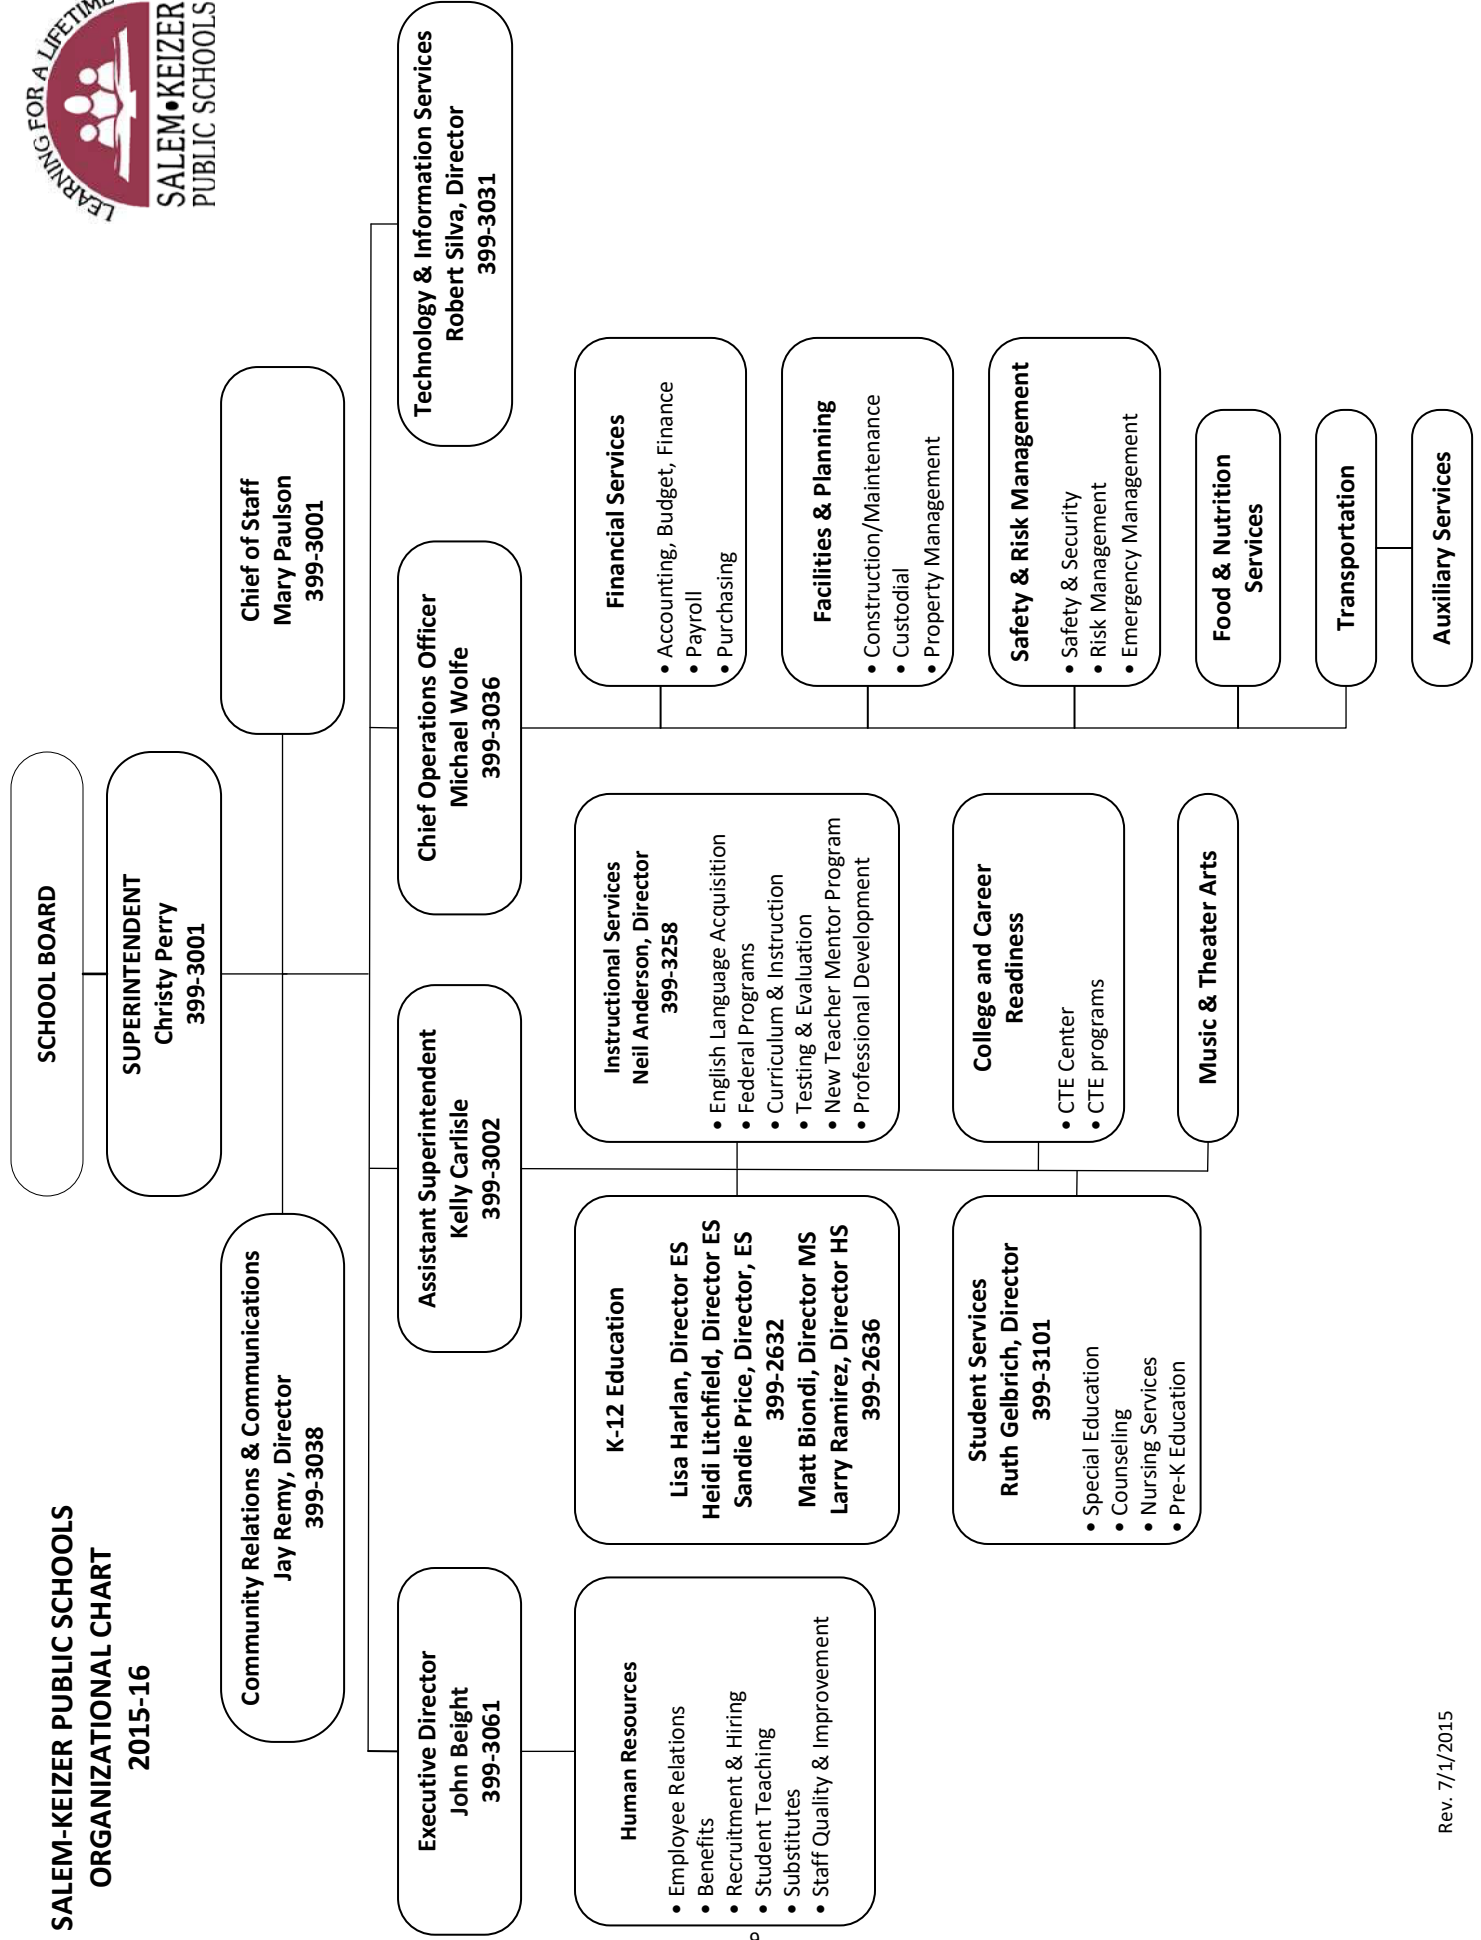 SALEM-KEIZER PUBLIC SCHOOLS
ORGANIZATIONAL CHART
2015-16
LEARNING FOR A LIFETIME
SALEM•KEIZER
PUBLIC SCHOOLS
SCHOOL BOARD
SUPERINTENDENT
Christy Perry
399-3001
Community Relations & Communications
Jay Remy, Director
399-3038
Chief of Staff
Mary Paulson
399-3001
Executive Director
John Beight
399-3061
Assistant Superintendent
Kelly Carlisle
399-3002
Chief Operations Officer
Michael Wolfe
399-3036
Technology & Information Services
Robert Silva, Director
399-3031
Human Resources
• Employee Relations
• Benefits
• Recruitment & Hiring
• Student Teaching
• Substitutes
• Staff Quality & Improvement
K-12 Education
Lisa Harlan, Director ES
Heidi Litchfield, Director ES
Sandie Price, Director, ES
399-2632
Matt Biondi, Director MS
Larry Ramirez, Director HS
399-2636
Instructional Services
Neil Anderson, Director
399-3258
• English Language Acquisition
• Federal Programs
• Curriculum & Instruction
• Testing & Evaluation
• New Teacher Mentor Program
• Professional Development
Student Services
Ruth Gelbrich, Director
399-3101
• Special Education
• Counseling
• Nursing Services
• Pre-K Education
College and Career
Readiness
• CTE Center
• CTE programs
Music & Theater Arts
Financial Services
• Accounting, Budget, Finance
• Payroll
• Purchasing
Facilities & Planning
• Construction/Maintenance
• Custodial
• Property Management
Safety & Risk Management
• Safety & Security
• Risk Management
• Emergency Management
Food & Nutrition
Services
Transportation
Auxiliary Services
Rev. 7/1/2015